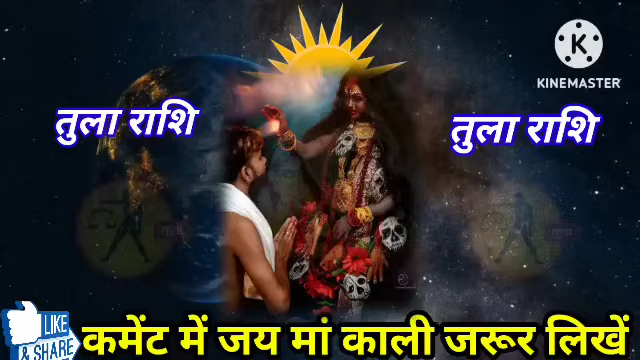 KINEMASTER
तुला राशि
तुला राशि
LIKE
& SHARE
कमेंट में जय मां काली जरूर लिखें